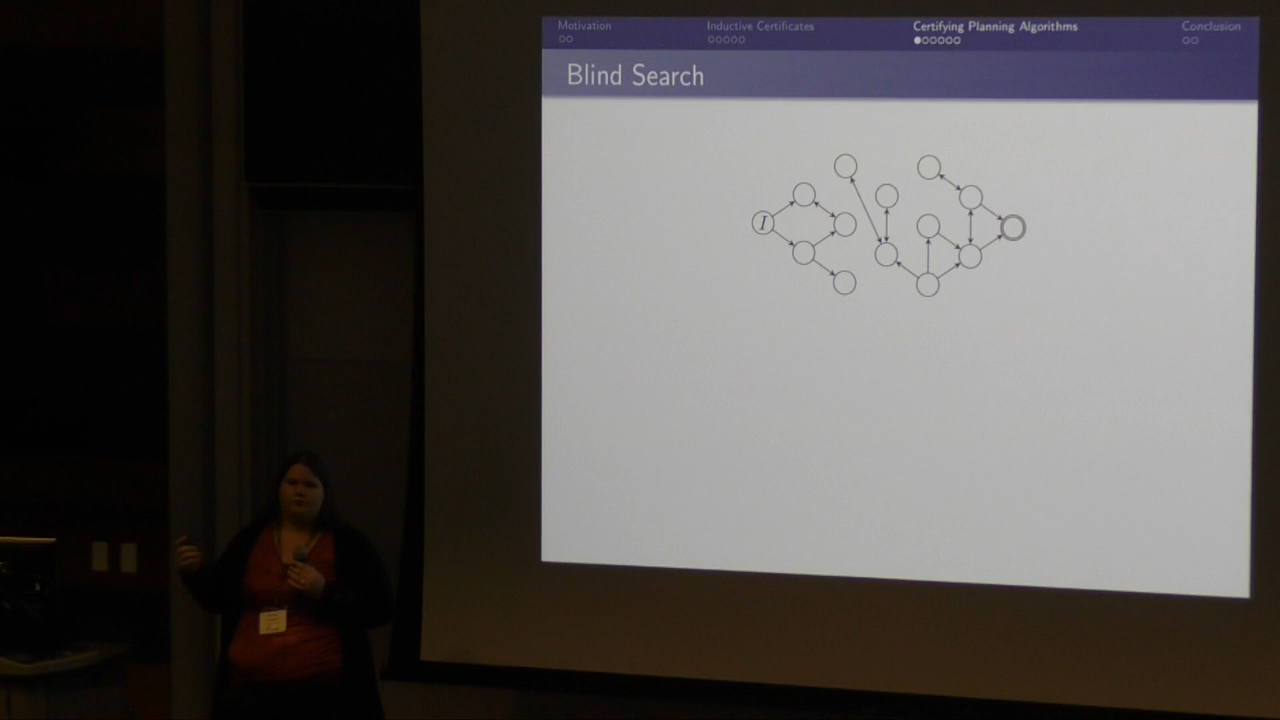 Motivation
Inductive Certificates
Certifying Planning Algorithms
Conclusion
Blind Search
I